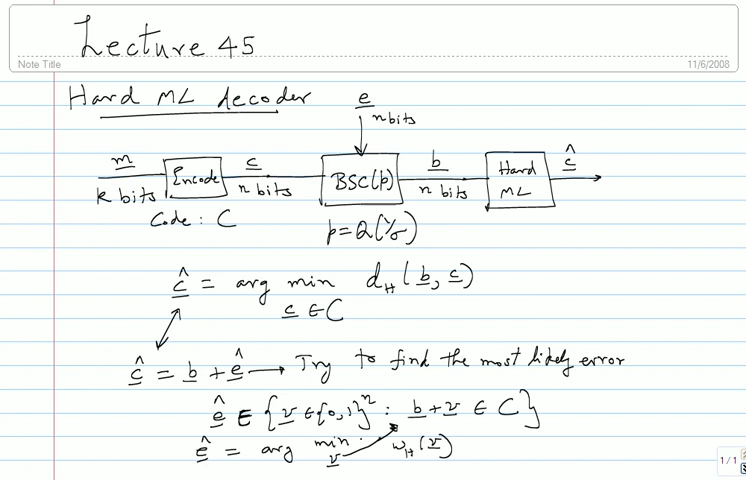 Lecture 45
Note Title
11/6/2008
Hard ML decoder
e
n bits
m
k bits
Encode
c
n bits
BSC(p)
b
n bits
Hard
ML
ĉ
Code : C
p = Q(1/σ)
ĉ = arg min d_H(b, c)
c ∈ C
ĉ = b + ê → Try to find the most likely error
ê ∈ {v ∈ {0,1}^n : b + v ∈ C}
ê = arg min w_H(v)
v
1/1